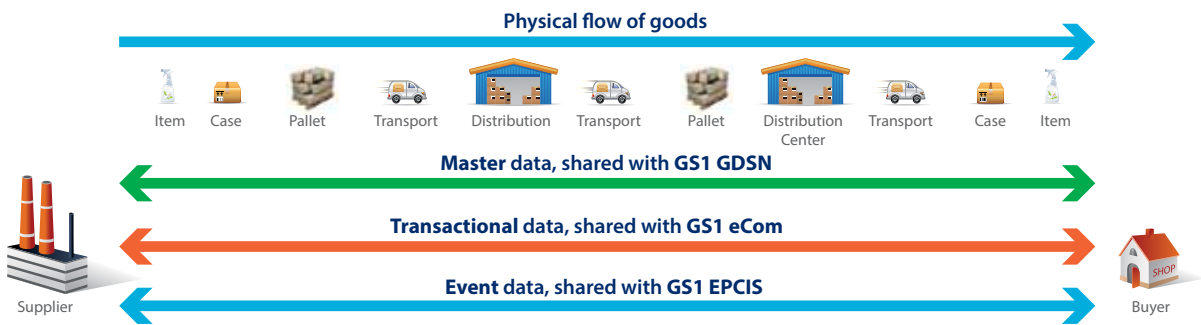 Physical flow of goods
Item Case Pallet Transport Distribution Transport Pallet Distribution Center Transport Case Item
Master data, shared with GS1 GDSN
Transactional data, shared with GS1 eCom
SHOP
Event data, shared with GS1 EPCIS
Supplier Buyer